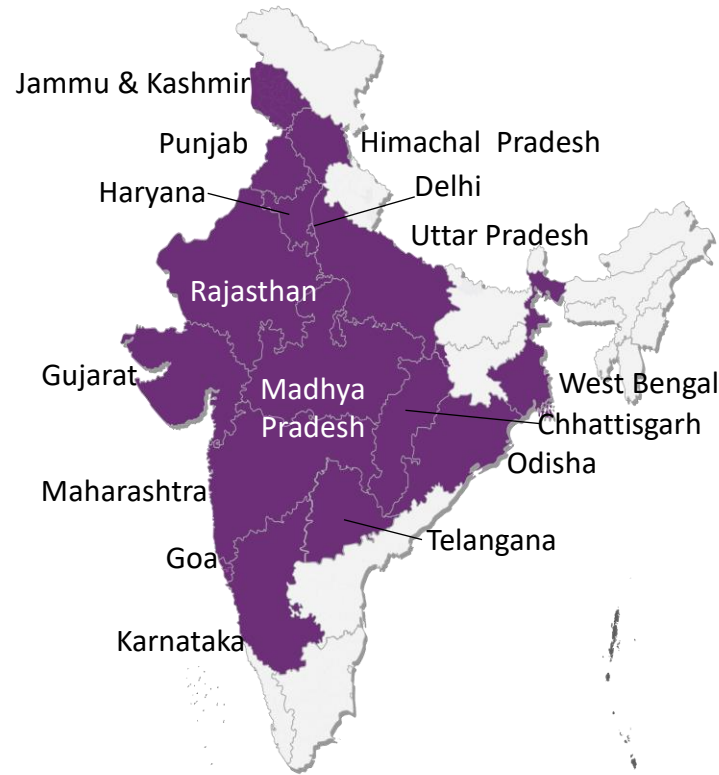 Jammu & Kashmir
Punjab
Himachal Pradesh
Haryana
Delhi
Uttar Pradesh
Rajasthan
Gujarat
Madhya
Pradesh
West Bengal
Chhattisgarh
Odisha
Maharashtra
Telangana
Goa
Karnataka